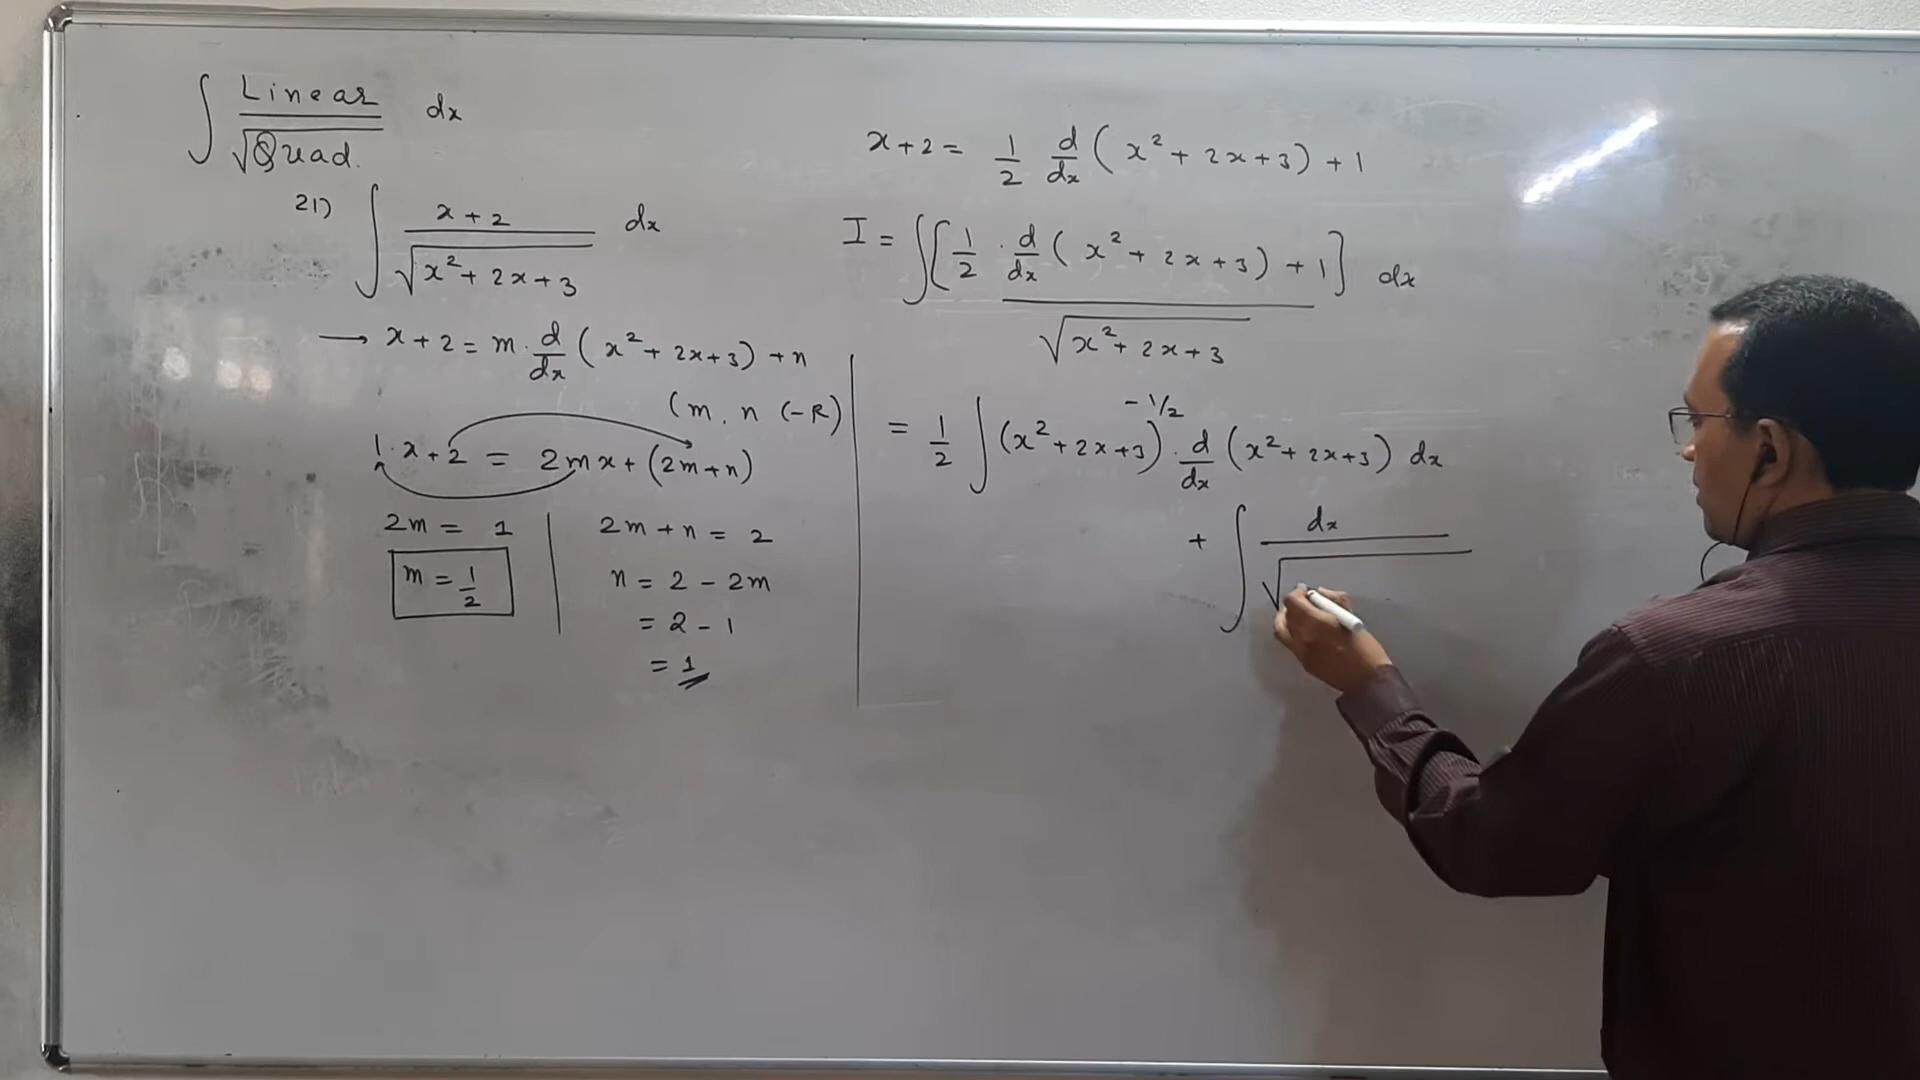 ∫ Linear / √Quad. dx
21) ∫ x+2 / √x²+2x+3 dx
→ x+2 = m. d/dx (x²+2x+3) + n
(m, n (-R)
1.x+2 = 2mx+(2m+n)
2m = 1
m = 1/2
2m+n = 2
n = 2 - 2m
= 2 - 1
= 1
x+2 = 1/2 d/dx (x²+2x+3) + 1
I = ∫[1/2 . d/dx (x²+2x+3) + 1] / √x²+2x+3 dx
= 1/2 ∫(x²+2x+3)^-1/2 . d/dx (x²+2x+3) dx
+ ∫ dx / √